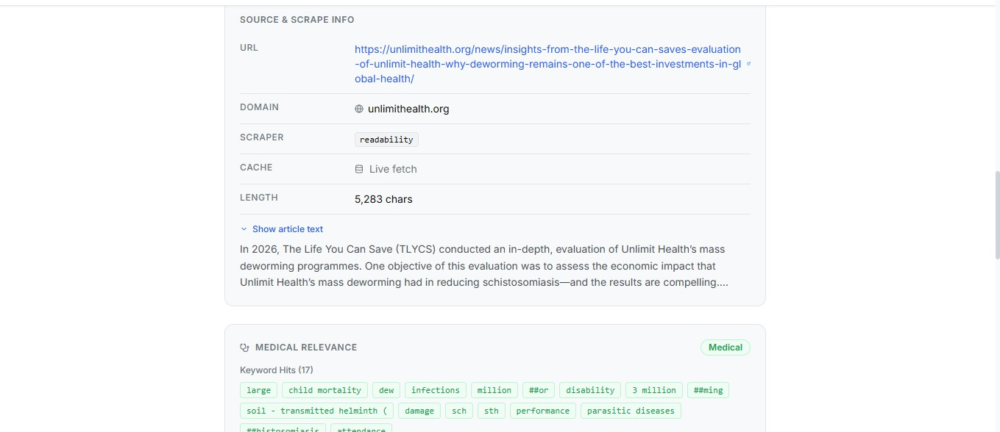 SOURCE & SCRAPE INFO
URL
https://unlimithealth.org/news/insights-from-the-life-you-can-saves-evaluation
-of-unlimit-health-why-deworming-remains-one-of-the-best-investments-in-gl
obal-health/
DOMAIN
unlimithealth.org
SCRAPER
readability
CACHE
Live fetch
LENGTH
5,283 chars
Show article text
In 2026, The Life You Can Save (TLYCS) conducted an in-depth, evaluation of Unlimit Health’s mass
deworming programmes. One objective of this evaluation was to assess the economic impact that
Unlimit Health’s mass deworming had in reducing schistosomiasis—and the results are compelling....
MEDICAL RELEVANCE
Medical
Keyword Hits (17)
large child mortality dew infections million ##or disability 3 million ##ming
soil - transmitted helminth ( damage sch sth performance parasitic diseases
##histosomiasis attendance